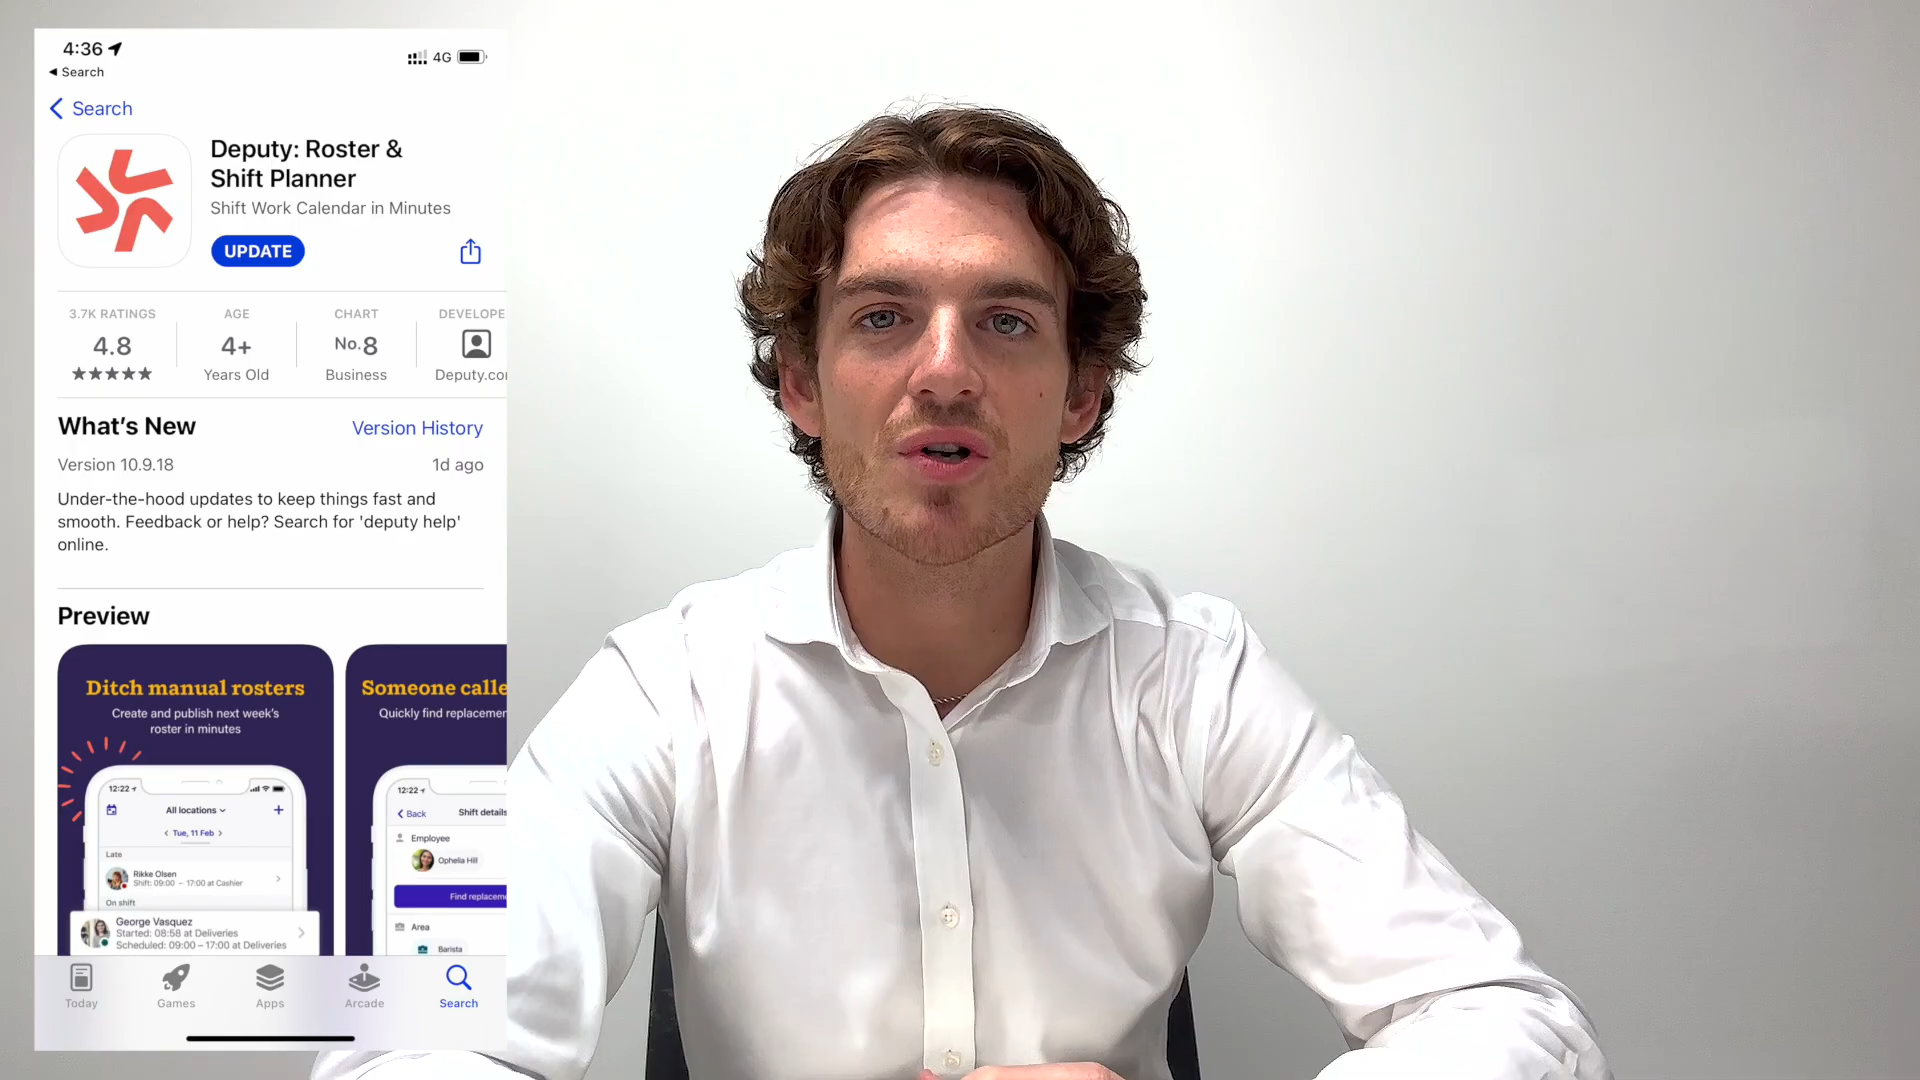 4:36
4G
◀ Search
Search
Deputy: Roster &
Shift Planner
Shift Work Calendar in Minutes
UPDATE
3.7K RATINGS
4.8
★★★★★
AGE
4+
Years Old
CHART
No.8
Business
DEVELOPE
Deputy.co
What's New
Version History
Version 10.9.18
1d ago
Under-the-hood updates to keep things fast and
smooth. Feedback or help? Search for 'deputy help'
online.
Preview
Ditch manual rosters
Create and publish next week's
roster in minutes
12:22
All locations
Tue, 11 Feb
Late
Rikke Olsen
Shift: 09:00 – 17:00 at Cashier
On shift
George Vasquez
Started: 08:58 at Deliveries
Scheduled: 09:00 – 17:00 at Deliveries
Someone calle
Quickly find replacemen
12:22
Back
Shift details
Employee
Ophelia Hill
Find replacem
Area
Barista
Today
Games
Apps
Arcade
Search